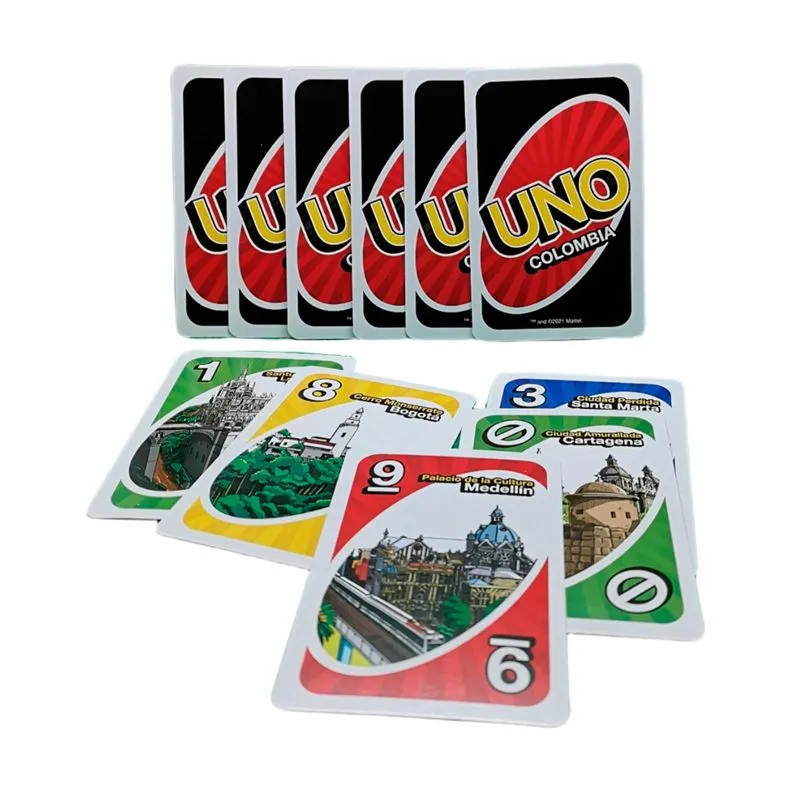 UNO
COLOMBIA
™ and ©2021 Mattel.
1
8
Cerro Monserrate
Bogotá
3
Ciudad Perdida
Santa Marta
Ciudad Amurallada
Cartagena
9
Palacio de la Cultura
Medellín
9